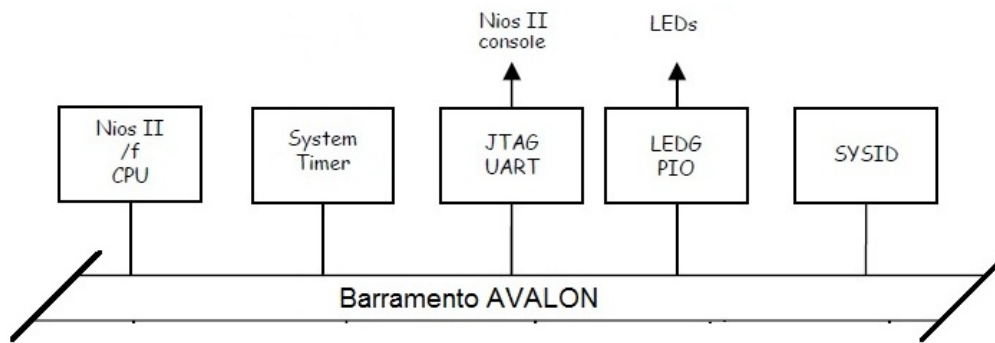 Nios II
console
LEDs
Nios II
/f
CPU
System
Timer
JTAG
UART
LEDG
PIO
SYSID
Barramento AVALON